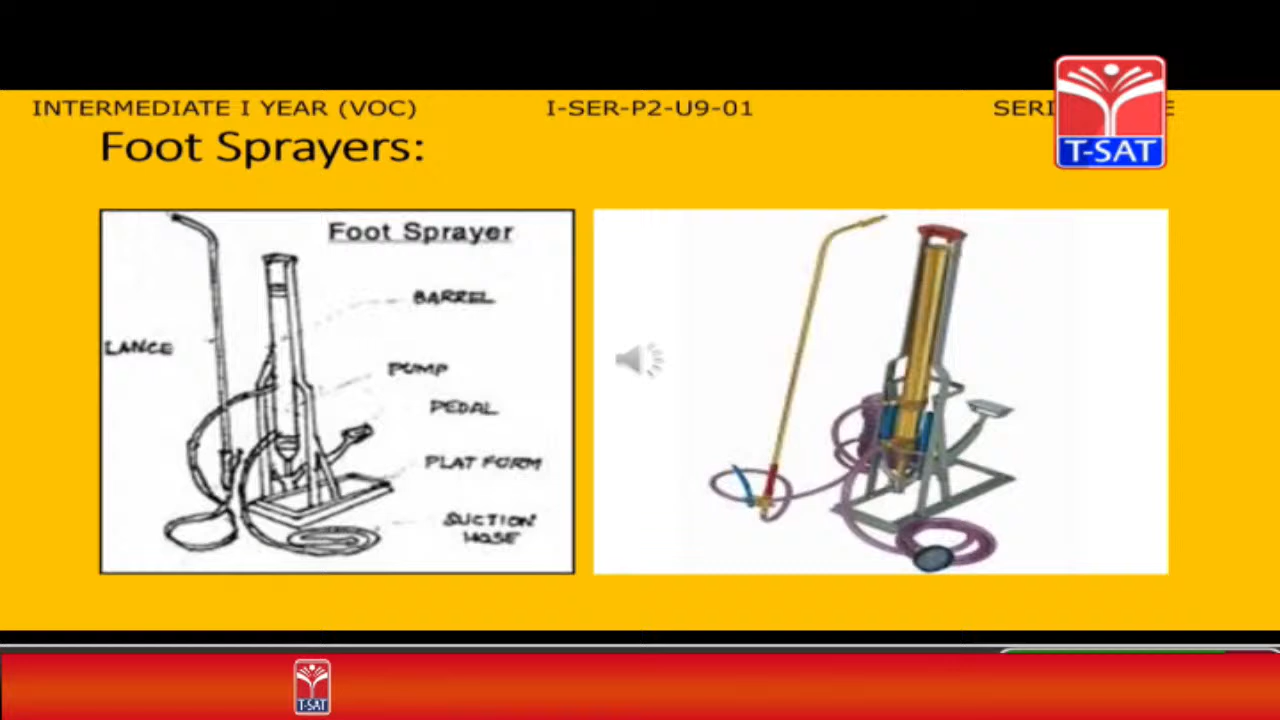 INTERMEDIATE I YEAR (VOC) I-SER-P2-U9-01
T-SAT
Foot Sprayers:
Foot Sprayer
BARREL
LANCE
PUMP
PEDAL
PLAT FORM
SUCTION
HOSE
T-SAT